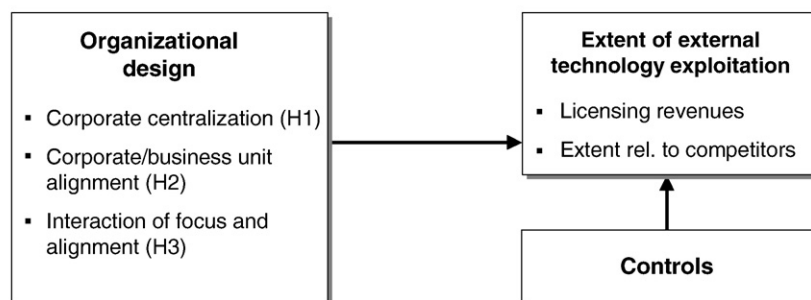 Organizational
design
▪ Corporate centralization (H1)
▪ Corporate/business unit
alignment (H2)
▪ Interaction of focus and
alignment (H3)
Extent of external
technology exploitation
▪ Licensing revenues
▪ Extent rel. to competitors
Controls